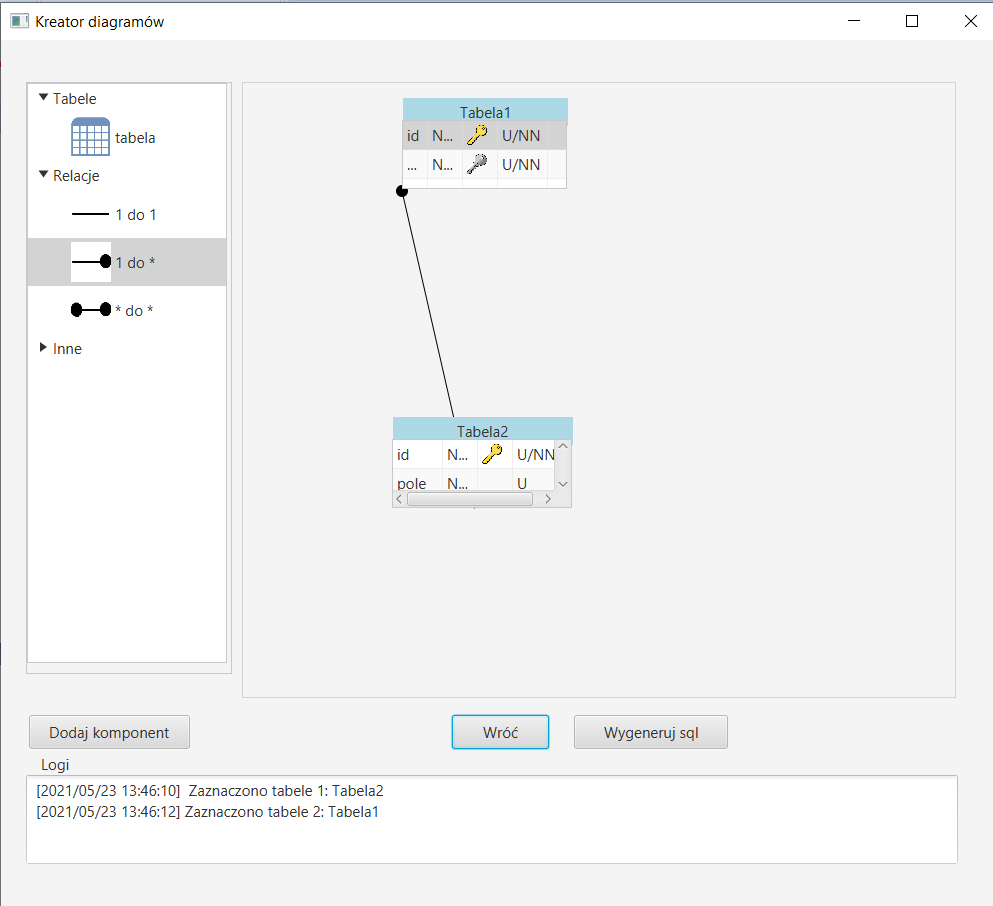 Kreator diagramów
Tabele
tabela
Relacje
1 do 1
1 do *
* do *
Inne
Tabela1
id N... U/NN
... N... U/NN
Tabela2
id N... U/NN
pole N... U
Dodaj komponent
Wróć
Wygeneruj sql
Logi
[2021/05/23 13:46:10]  Zaznaczono tabele 1: Tabela2
[2021/05/23 13:46:12] Zaznaczono tabele 2: Tabela1